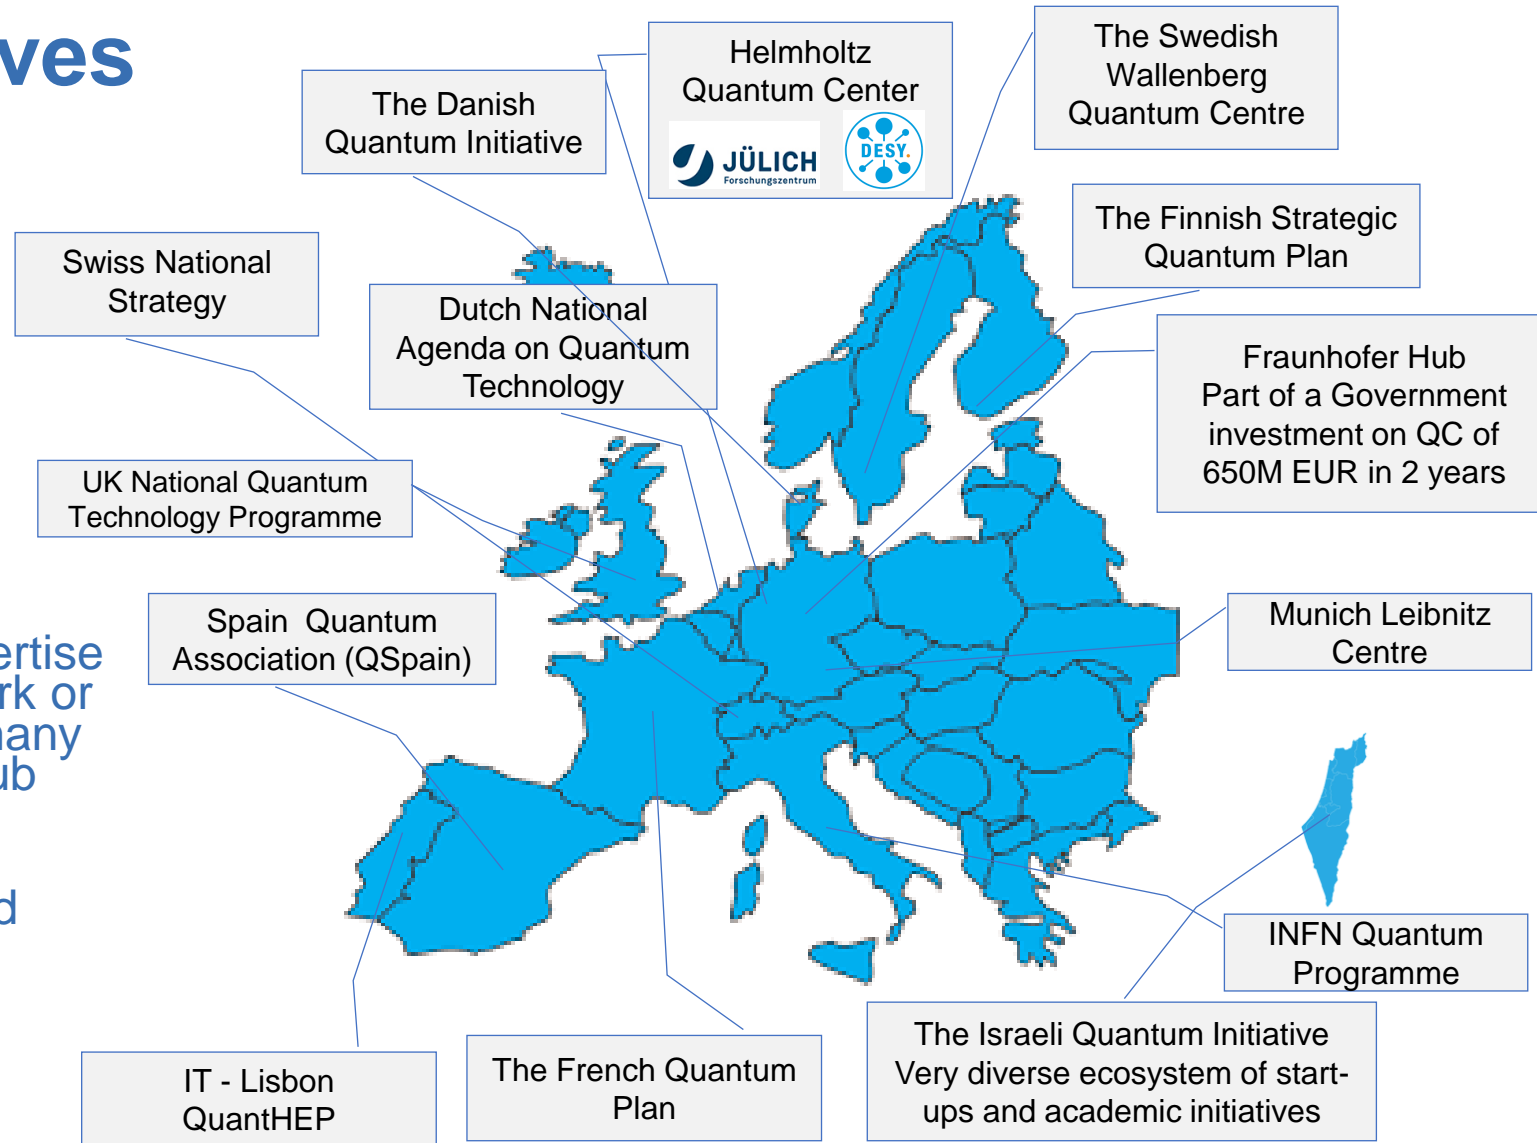 ves
Helmholtz
Quantum Center
JÜLICH
Forschungszentrum
DESY.
The Swedish
Wallenberg
Quantum Centre
The Danish
Quantum Initiative
The Finnish Strategic
Quantum Plan
Swiss National
Strategy
Dutch National
Agenda on Quantum
Technology
Fraunhofer Hub
Part of a Government
investment on QC of
650M EUR in 2 years
UK National Quantum
Technology Programme
Spain Quantum
Association (QSpain)
Munich Leibnitz
Centre
ertise
rk or
nany
ub
d
INFN Quantum
Programme
The Israeli Quantum Initiative
Very diverse ecosystem of start-
ups and academic initiatives
The French Quantum
Plan
IT - Lisbon
QuantHEP